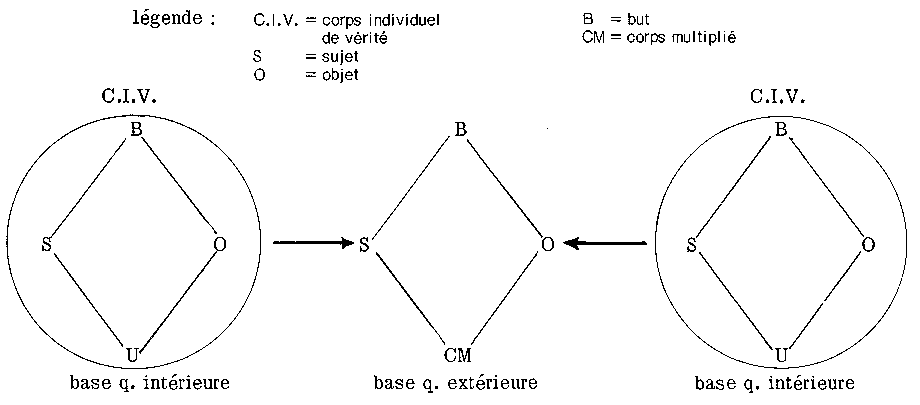 légende : C.I.V. = corps individuel B = but
de vérité CM = corps multiplié
S = sujet
O = objet
C.I.V. C.I.V.
B B B
S O S O S O
U CM U
base q. intérieure base q. extérieure base q. intérieure